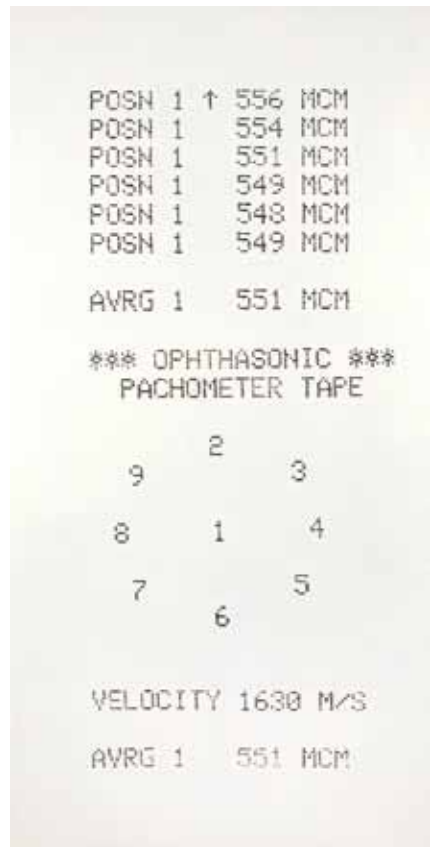 POSN 1 ↑ 556 MCM
POSN 1 554 MCM
POSN 1 551 MCM
POSN 1 549 MCM
POSN 1 548 MCM
POSN 1 549 MCM
AVRG 1 551 MCM
*** OPHTHASONIC ***
PACHOMETER TAPE
2
9 3
8 1 4
7 5
6
VELOCITY 1630 M/S
AVRG 1 551 MCM